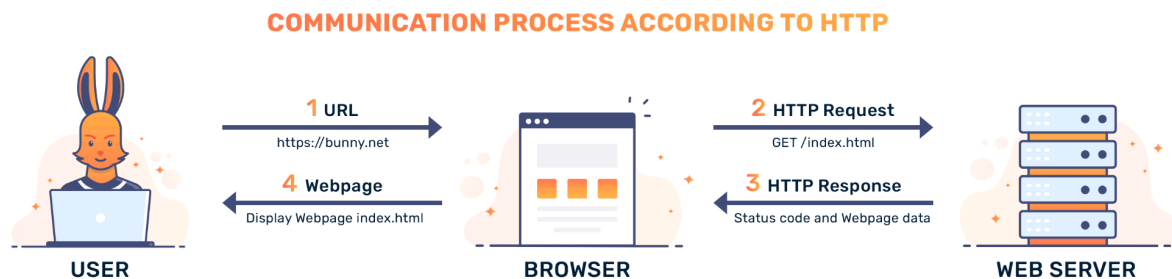 COMMUNICATION PROCESS ACCORDING TO HTTP
1 URL
https://bunny.net
4 Webpage
Display Webpage index.html
2 HTTP Request
GET /index.html
3 HTTP Response
Status code and Webpage data
USER
BROWSER
WEB SERVER